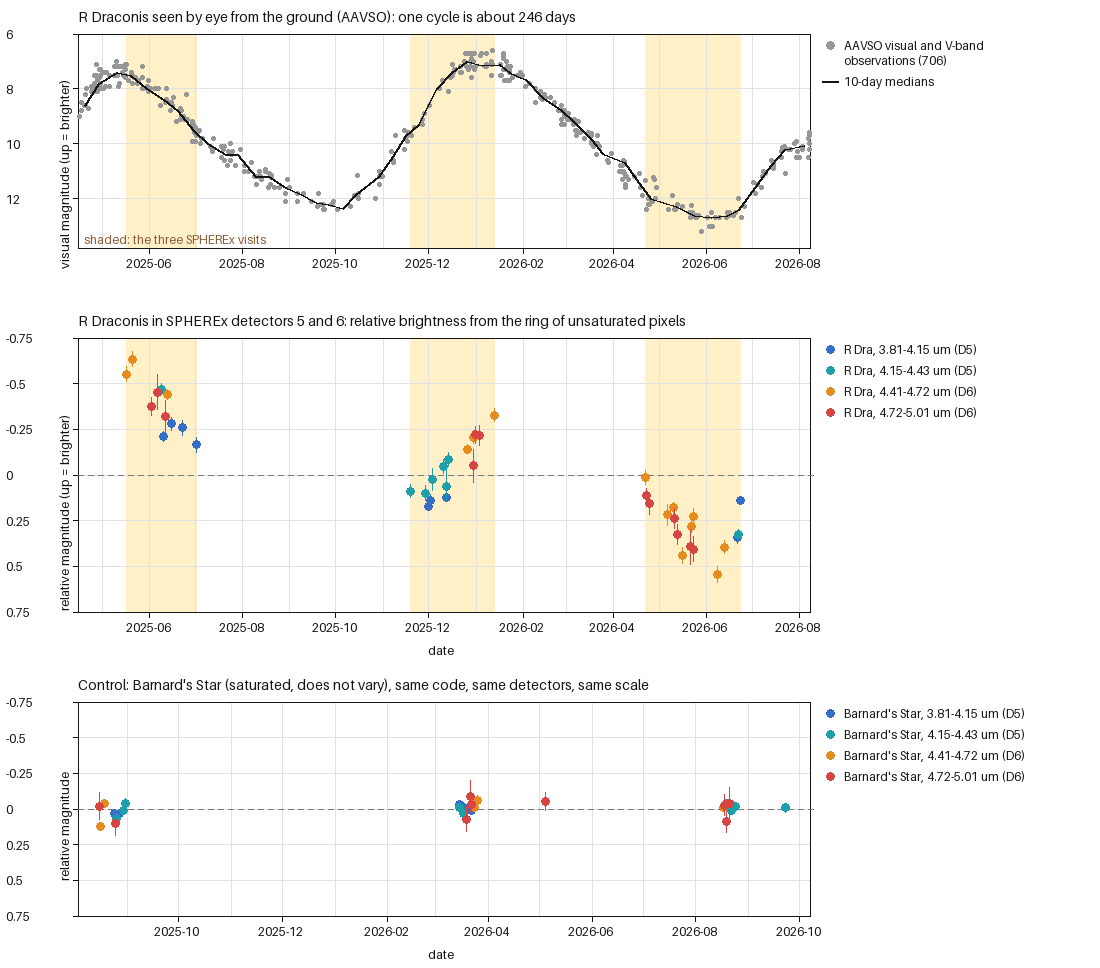 R Draconis seen by eye from the ground (AAVSO): one cycle is about 246 days
6
8
10
12
visual magnitude (up = brighter)
shaded: the three SPHEREx visits
2025-06
2025-08
2025-10
2025-12
2026-02
2026-04
2026-06
2026-08
AAVSO visual and V-band
observations (706)
10-day medians
R Draconis in SPHEREx detectors 5 and 6: relative brightness from the ring of unsaturated pixels
-0.75
-0.5
-0.25
0
0.25
0.5
0.75
relative magnitude (up = brighter)
2025-06
2025-08
2025-10
2025-12
2026-02
2026-04
2026-06
2026-08
date
R Dra, 3.81-4.15 um (D5)
R Dra, 4.15-4.43 um (D5)
R Dra, 4.41-4.72 um (D6)
R Dra, 4.72-5.01 um (D6)
Control: Barnard's Star (saturated, does not vary), same code, same detectors, same scale
-0.75
-0.5
-0.25
0
0.25
0.5
0.75
relative magnitude
2025-10
2025-12
2026-02
2026-04
2026-06
2026-08
2026-10
date
Barnard's Star, 3.81-4.15 um (D5)
Barnard's Star, 4.15-4.43 um (D5)
Barnard's Star, 4.41-4.72 um (D6)
Barnard's Star, 4.72-5.01 um (D6)